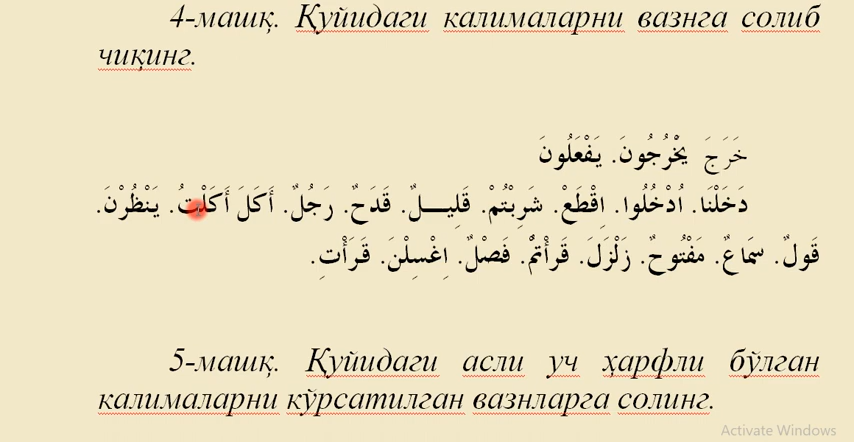 4-машқ. Қуйидаги калималарни вазнга солиб
чиқинг.
خَرَجَ يَخْرُجُونَ. يَفْعَلُونَ
دَخَلْنَا. اُدْخُلُوا. اِقْطَعْ. شَرِبْتُمْ. قَلِيـــلٌ. قَدَحٌ. رَجُلٌ. أَكَلَ أَكَلْتُ. يَنْظُرْنَ.
قَولٌ. سَمَاعٌ. مَفْتُوحٌ. زَلْزَلَ. قَرأْتُمْ. فَصْلٌ. اِغْسِلْنَ. قَرَأْتِ.
5-машқ. Қуйидаги асли уч ҳарфли бўлган
калималарни кўрсатилган вазнларга солинг.
Activate Windows